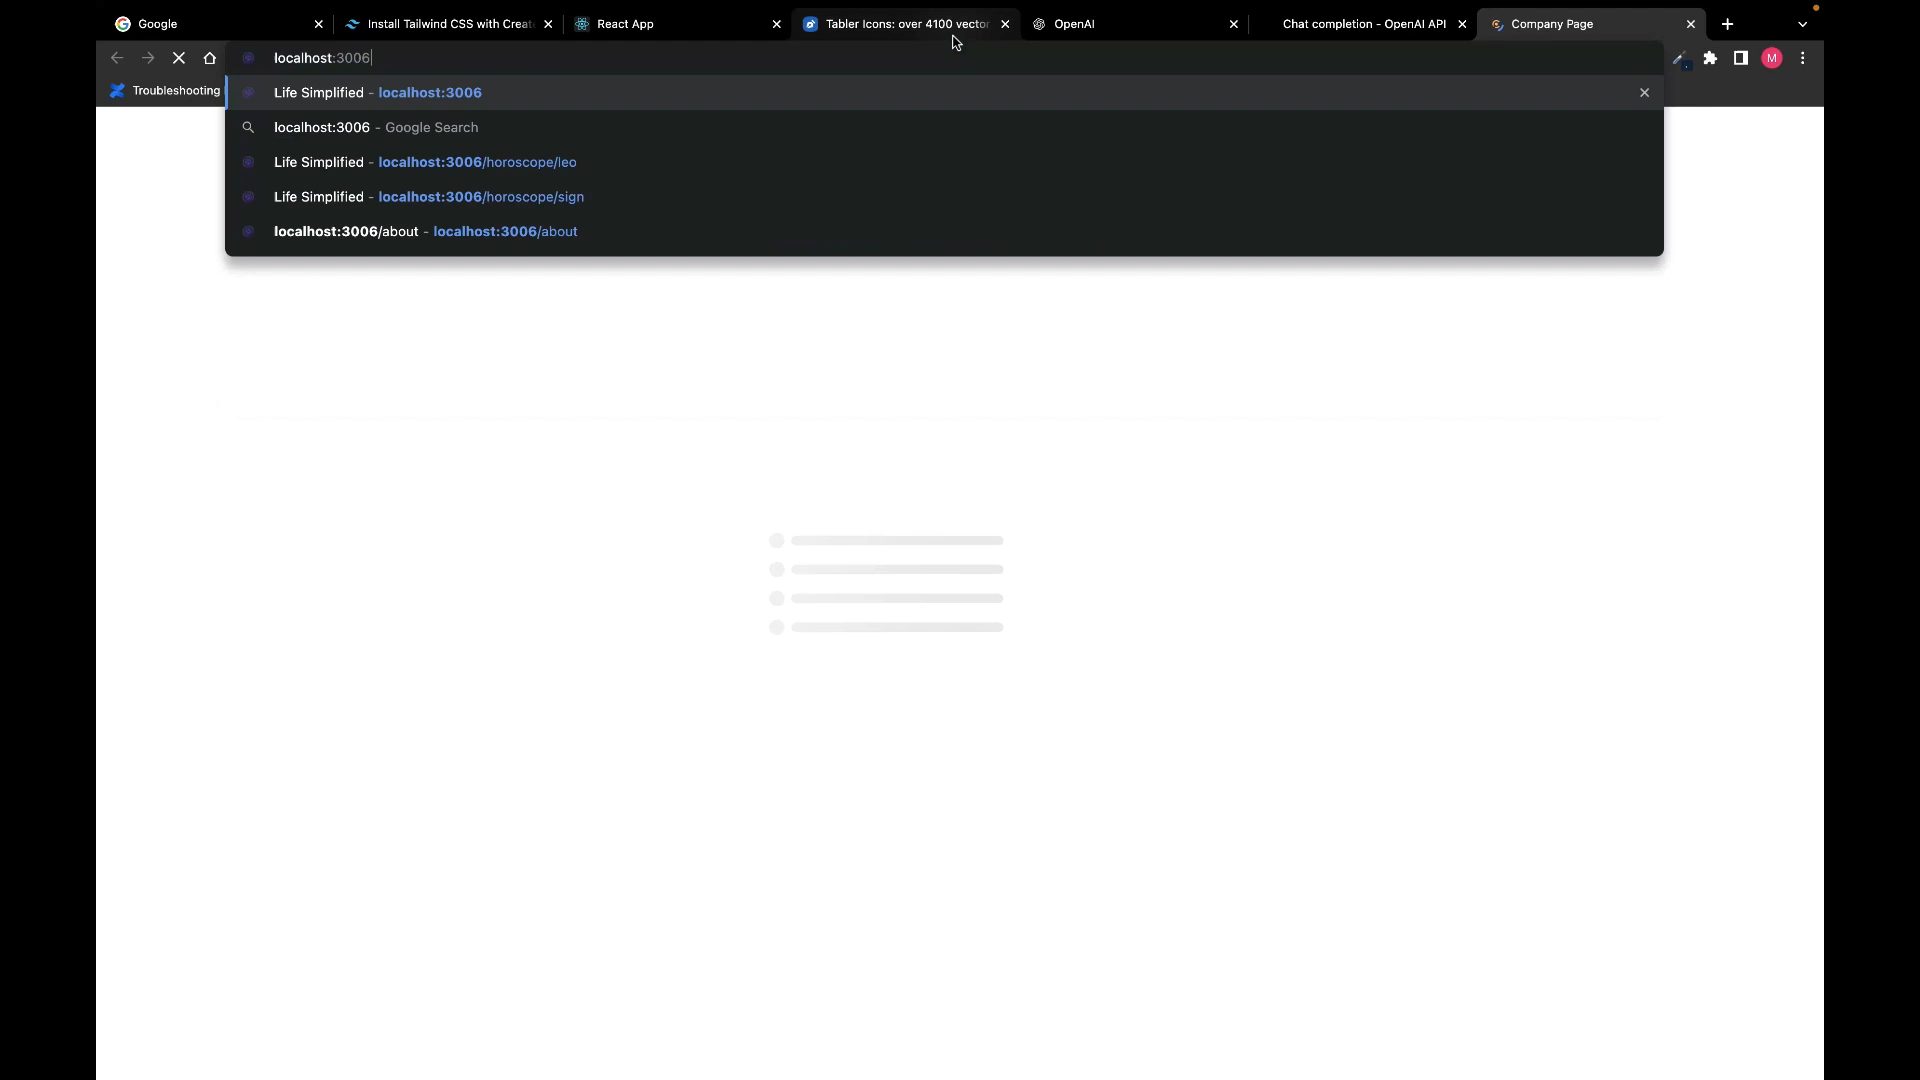 Google
Install Tailwind CSS with Creat
React App
Tabler Icons: over 4100 vector
OpenAI
Chat completion - OpenAI API
Company Page
localhost:3006
M
Troubleshooting
Life Simplified - localhost:3006
localhost:3006 - Google Search
Life Simplified - localhost:3006/horoscope/leo
Life Simplified - localhost:3006/horoscope/sign
localhost:3006/about - localhost:3006/about